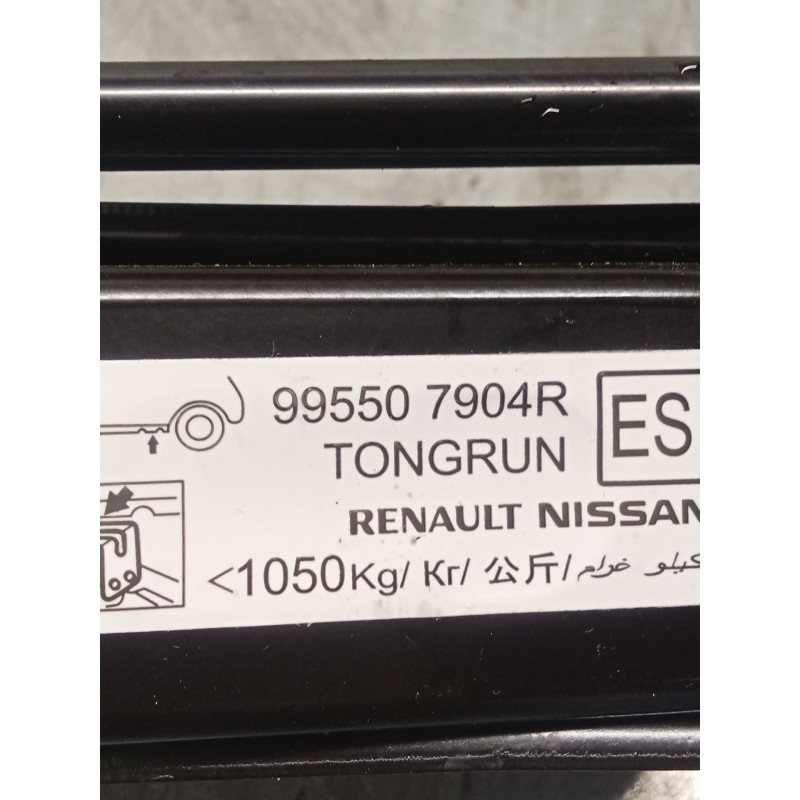 99550 7904R
TONGRUN
ES
RENAULT NISSAN
<1050Kg/ Кг/ 公斤/ كيلو غرام